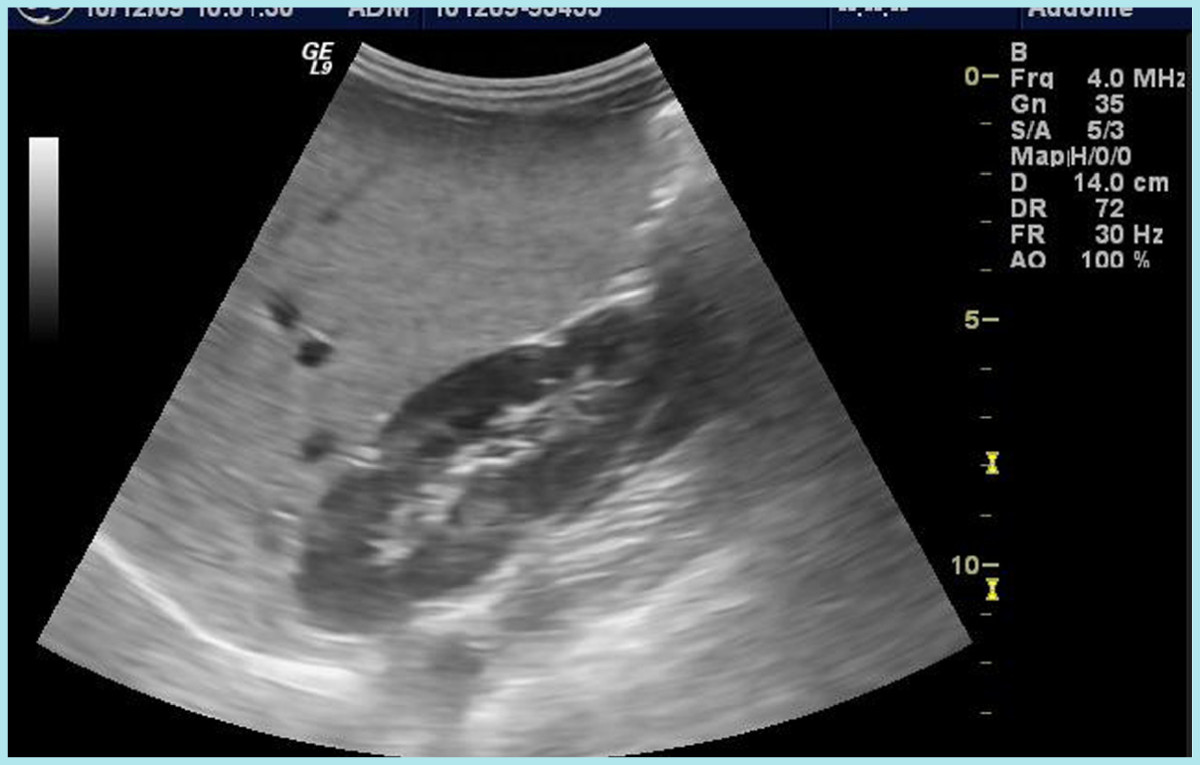 ADM
Addome
GE
L9
B
Frq 4.0 MHz
Gn 35
S/A 5/3
Map H/0/0
D 14.0 cm
DR 72
FR 30 Hz
AO 100 %
0
5
10